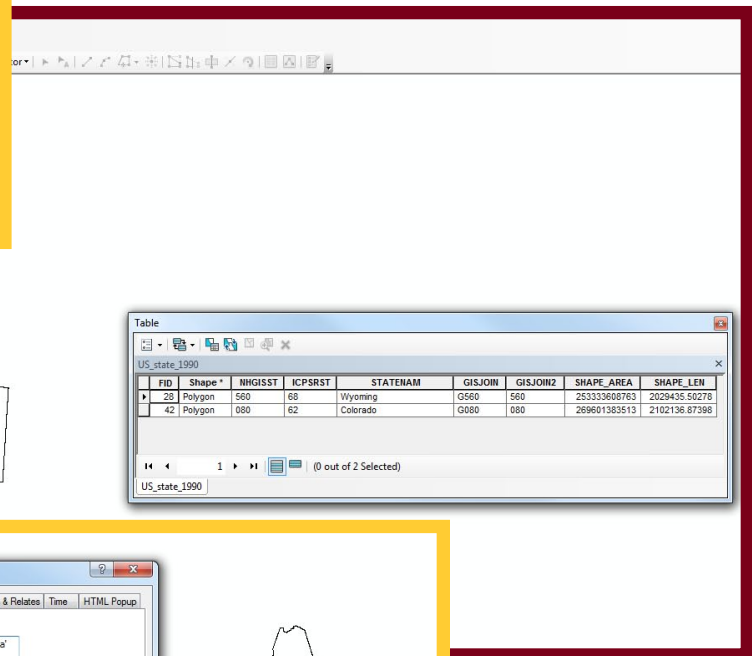 or
Table
US_state_1990
FID Shape * NHGISST ICPSRST STATENAM GISJOIN GISJOIN2 SHAPE_AREA SHAPE_LEN
28 Polygon 560 68 Wyoming G560 560 253333608763 2029435.50278
42 Polygon 080 62 Colorado G080 080 269601383513 2102136.87398
1 (0 out of 2 Selected)
US_state_1990
& Relates Time HTML Popup
a'